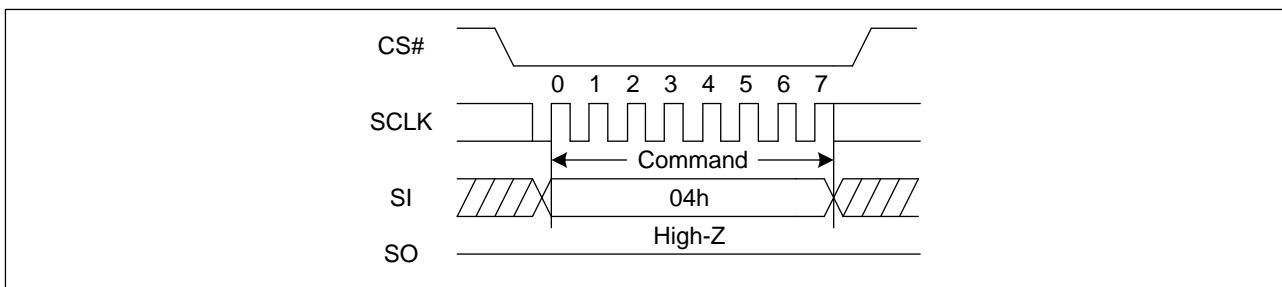 CS#
0 1 2 3 4 5 6 7
SCLK
Command
SI
04h
High-Z
SO